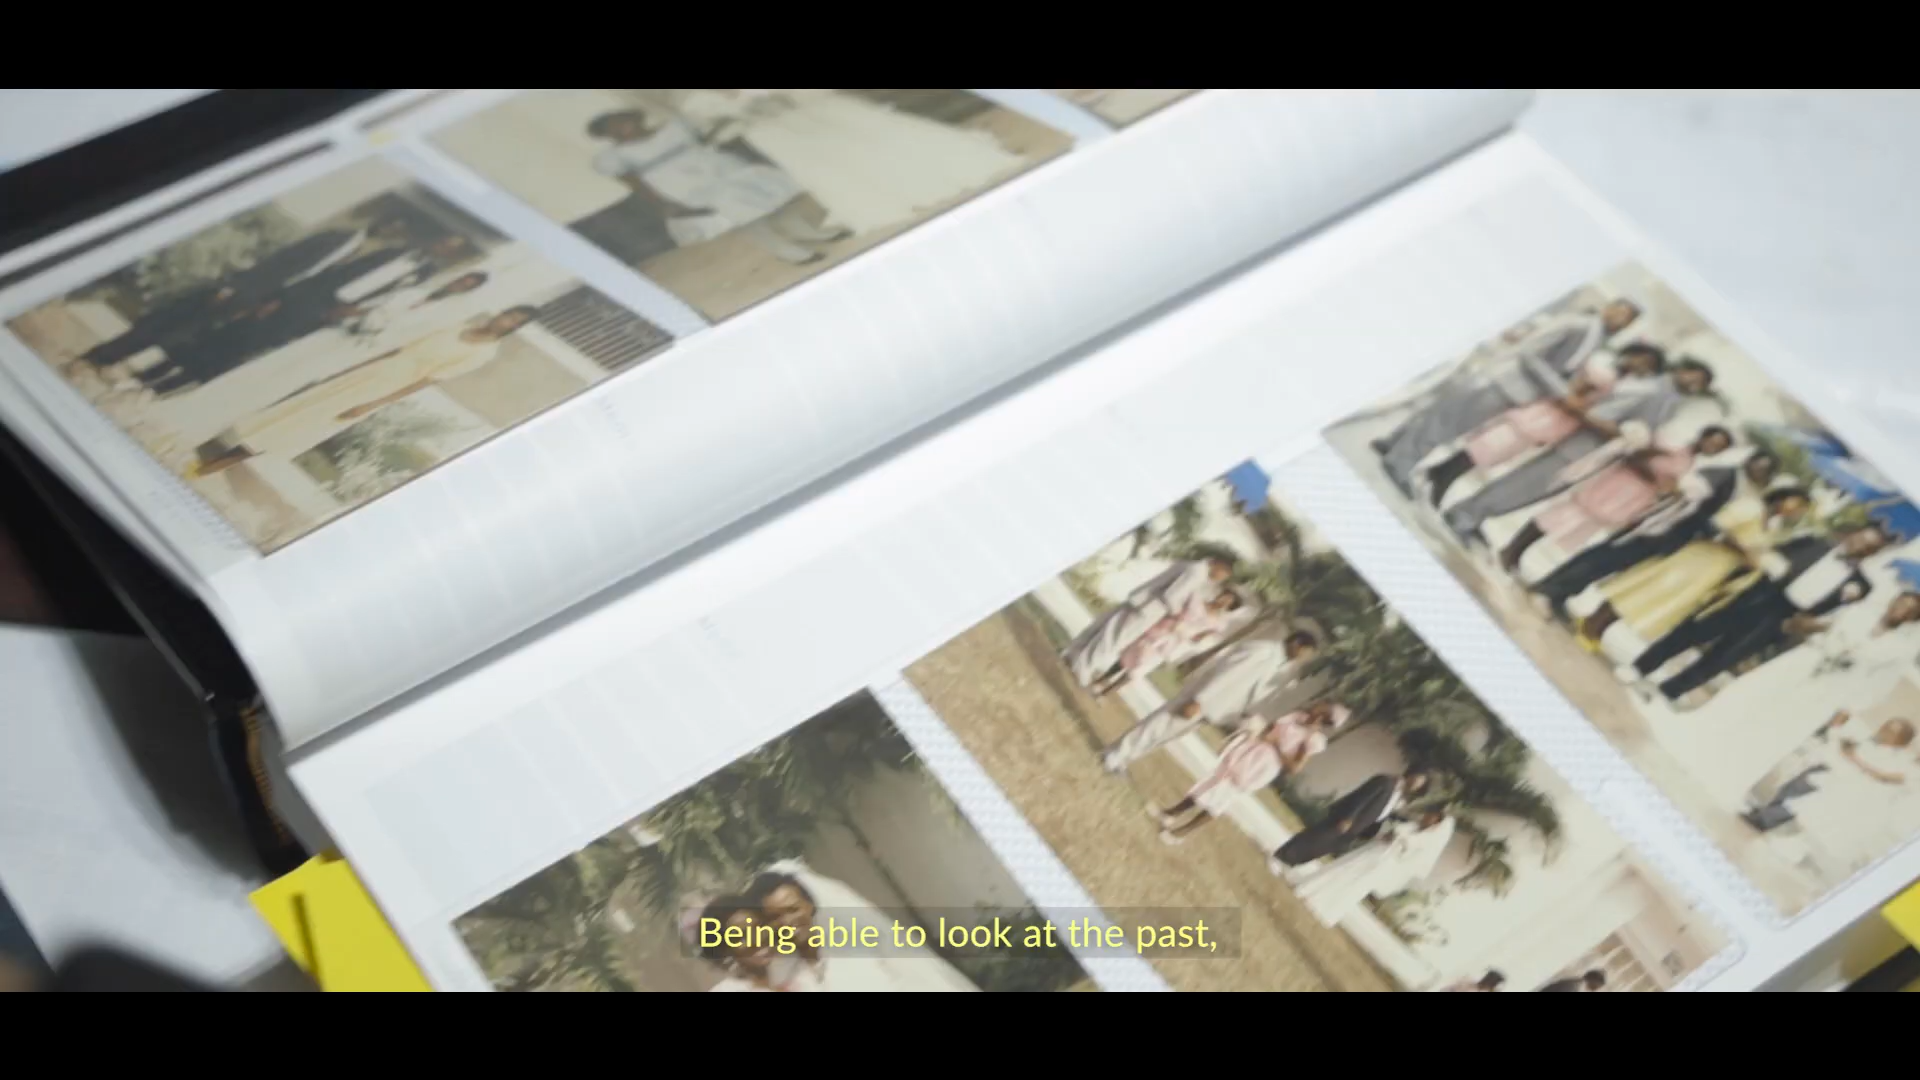 Being able to look at the past,